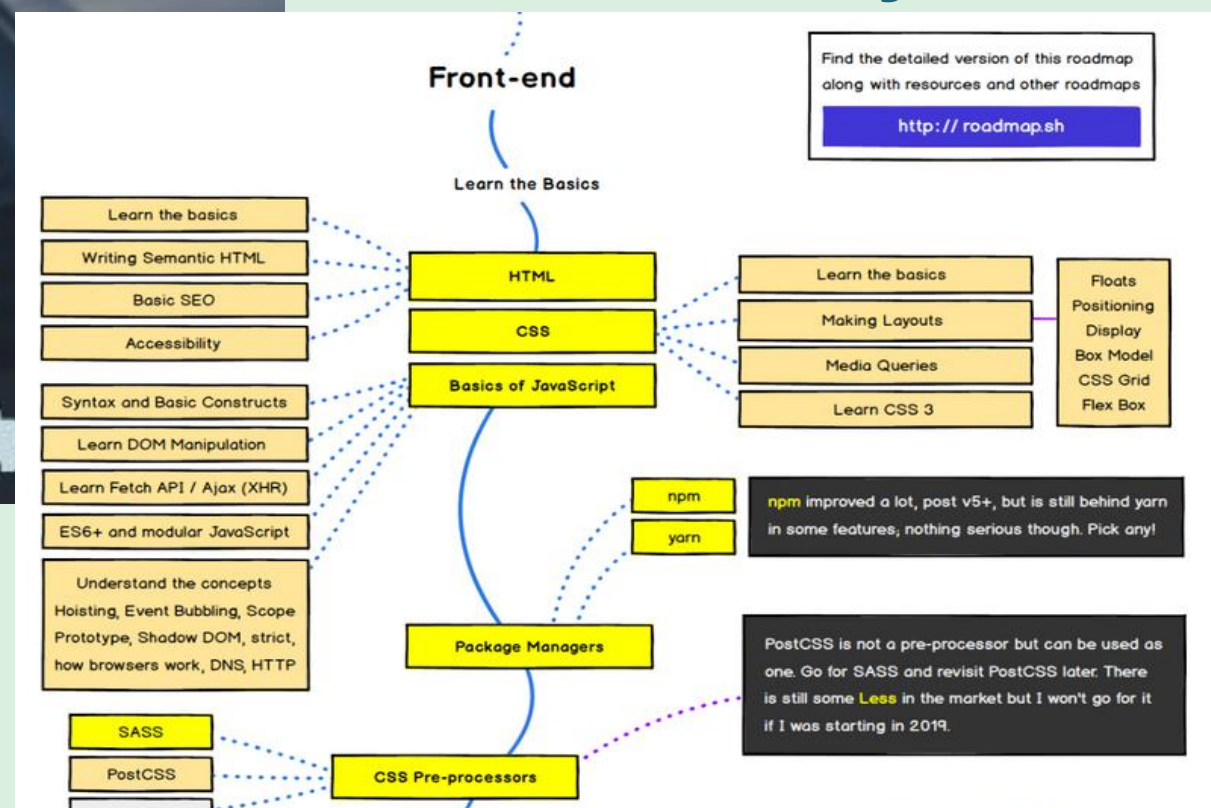 Front-end
Find the detailed version of this roadmap
along with resources and other roadmaps
http:// roadmap.sh
Learn the Basics
Learn the basics
Writing Semantic HTML
Basic SEO
Accessibility
HTML
CSS
Basics of JavaScript
Learn the basics
Making Layouts
Media Queries
Learn CSS 3
Floats
Positioning
Display
Box Model
CSS Grid
Flex Box
Syntax and Basic Constructs
Learn DOM Manipulation
Learn Fetch API / Ajax (XHR)
ES6+ and modular JavaScript
Understand the concepts
Hoisting, Event Bubbling, Scope
Prototype, Shadow DOM, strict,
how browsers work, DNS, HTTP
npm
yarn
npm improved a lot, post v5+, but is still behind yarn
in some features; nothing serious though. Pick any!
Package Managers
PostCSS is not a pre-processor but can be used as
one. Go for SASS and revisit PostCSS later. There
is still some Less in the market but I won't go for it
if I was starting in 2019.
SASS
PostCSS
CSS Pre-processors